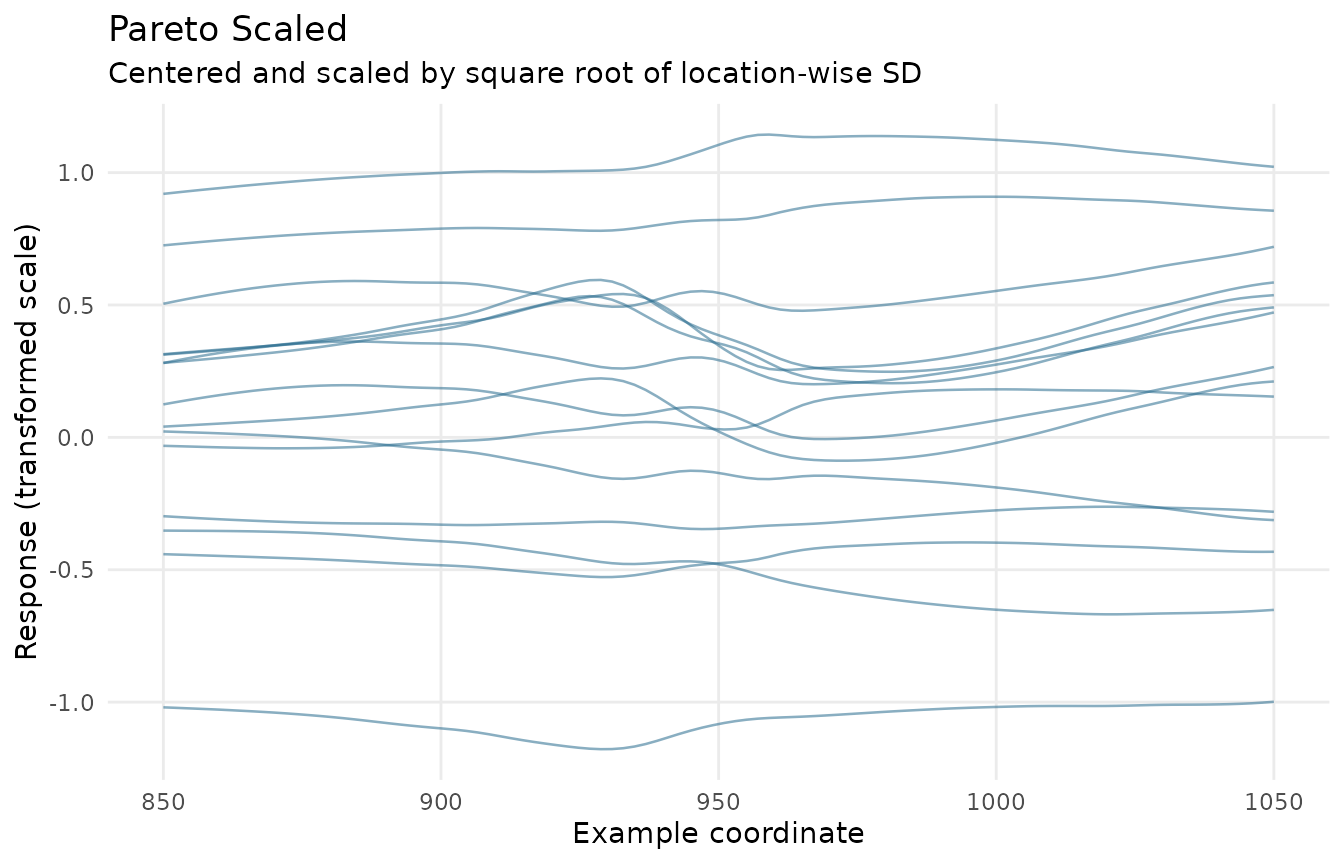 Pareto Scaled
Centered and scaled by square root of location-wise SD
Response (transformed scale)
1.0
0.5
0.0
-0.5
-1.0
850
900
950
1000
1050
Example coordinate